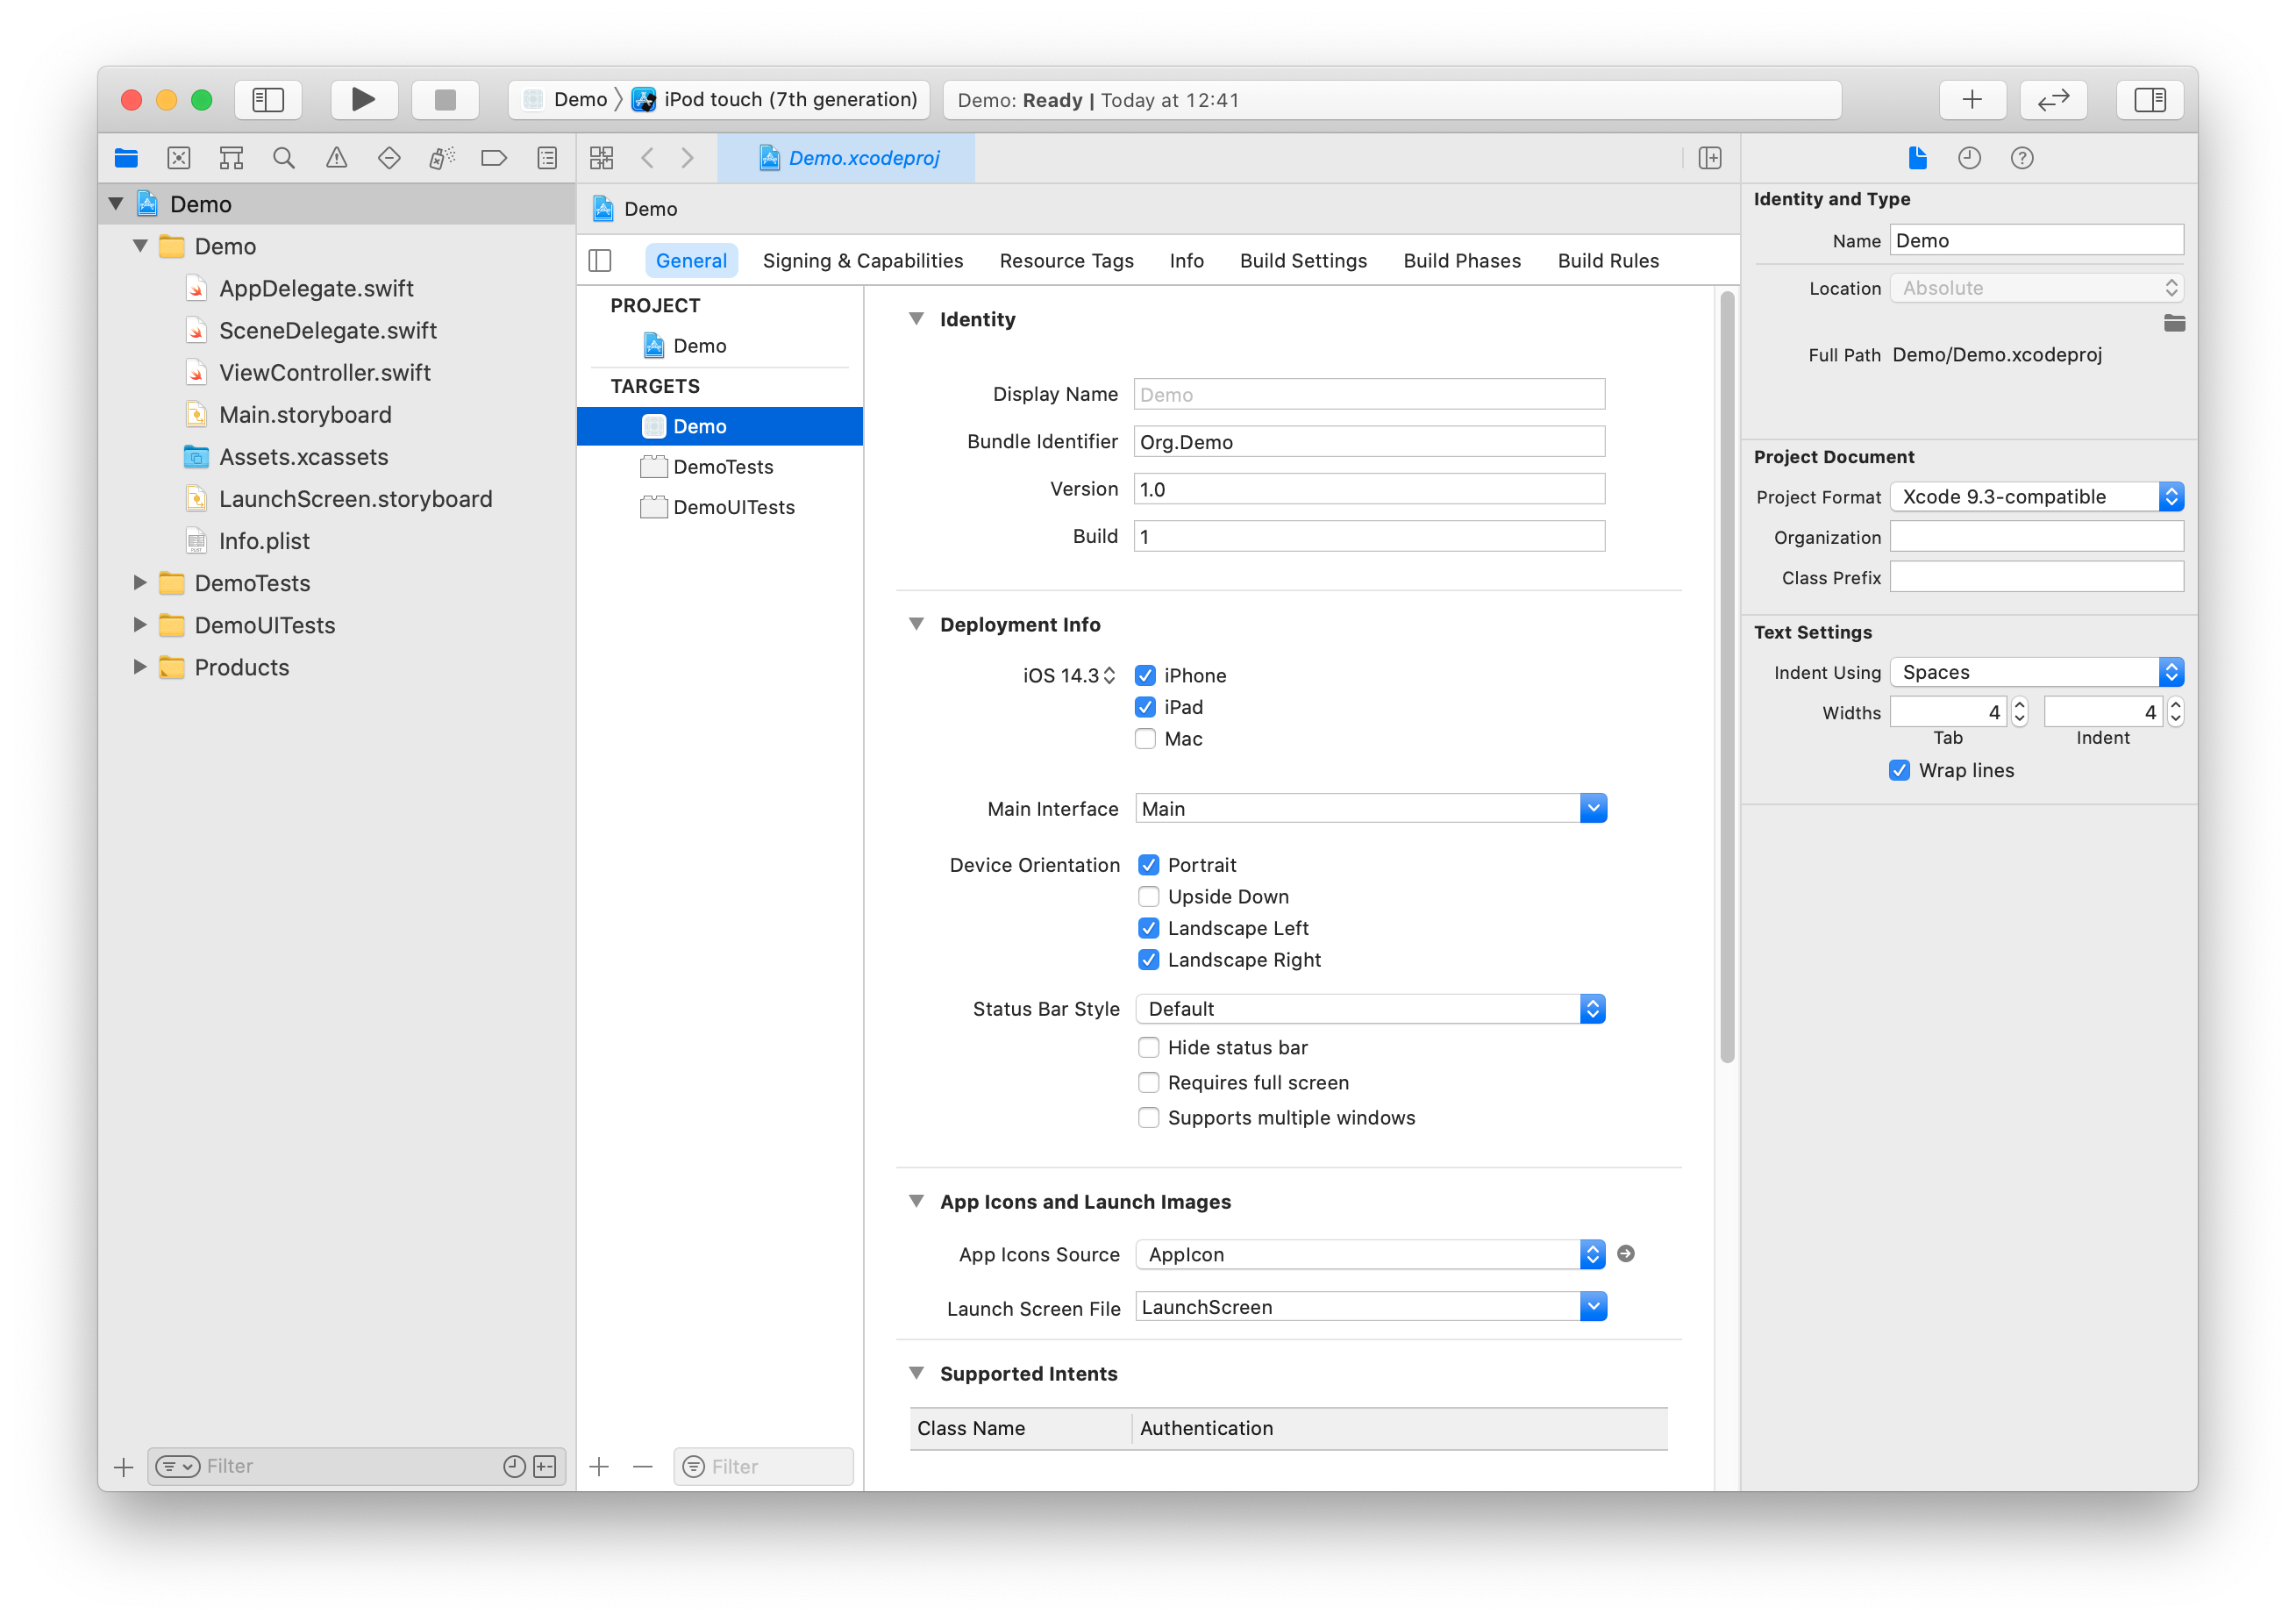 Demo 〉 iPod touch (7th generation)
Demo: Ready | Today at 12:41
Demo
Demo
AppDelegate.swift
SceneDelegate.swift
ViewController.swift
Main.storyboard
Assets.xcassets
LaunchScreen.storyboard
Info.plist
DemoTests
DemoUITests
Products
Filter
Demo.xcodeproj
Demo
General Signing & Capabilities Resource Tags Info Build Settings Build Phases Build Rules
PROJECT
Demo
TARGETS
Demo
DemoTests
DemoUITests
Filter
Identity
Display Name Demo
Bundle Identifier Org.Demo
Version 1.0
Build 1
Deployment Info
iOS 14.3 iPhone
iPad
Mac
Main Interface Main
Device Orientation Portrait
Upside Down
Landscape Left
Landscape Right
Status Bar Style Default
Hide status bar
Requires full screen
Supports multiple windows
App Icons and Launch Images
App Icons Source AppIcon
Launch Screen File LaunchScreen
Supported Intents
Class Name Authentication
Identity and Type
Name Demo
Location Absolute
Full Path Demo/Demo.xcodeproj
Project Document
Project Format Xcode 9.3-compatible
Organization
Class Prefix
Text Settings
Indent Using Spaces
Widths 4 4
Tab Indent
Wrap lines